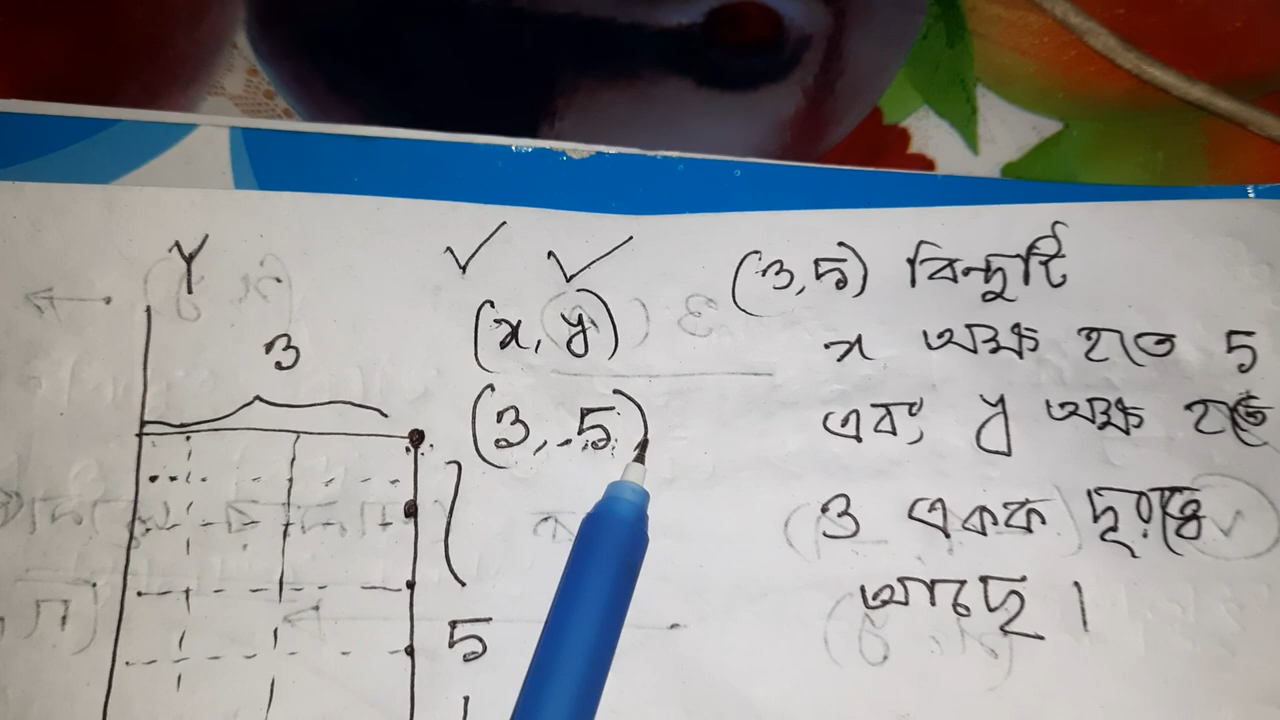 Y
3
(x, y)
(3, 5)
5
(3, 5) বিন্দুটি
x অক্ষ হতে 5
এবং y অক্ষ হতে
3 একক দূরত্বে
আছে।